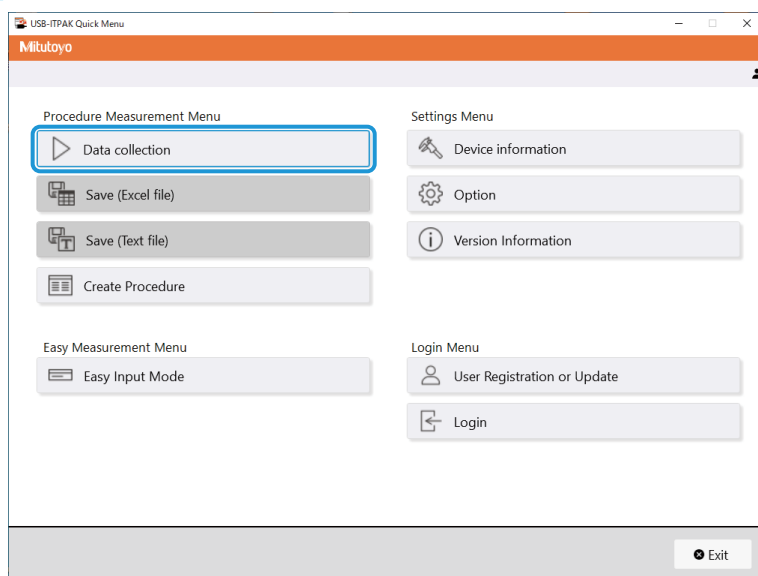 USB-ITPAK Quick Menu
Mitutoyo
Procedure Measurement Menu
Data collection
Save (Excel file)
Save (Text file)
Create Procedure
Easy Measurement Menu
Easy Input Mode
Settings Menu
Device information
Option
Version Information
Login Menu
User Registration or Update
Login
Exit